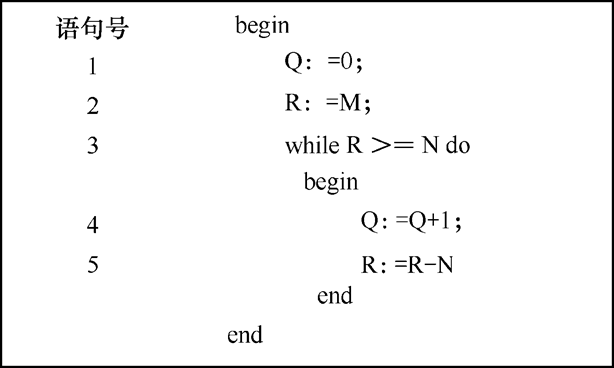 语句号 begin
1 Q: =0;
2 R: =M;
3 while R >= N do
begin
4 Q: =Q+1;
5 R: =R-N
end
end